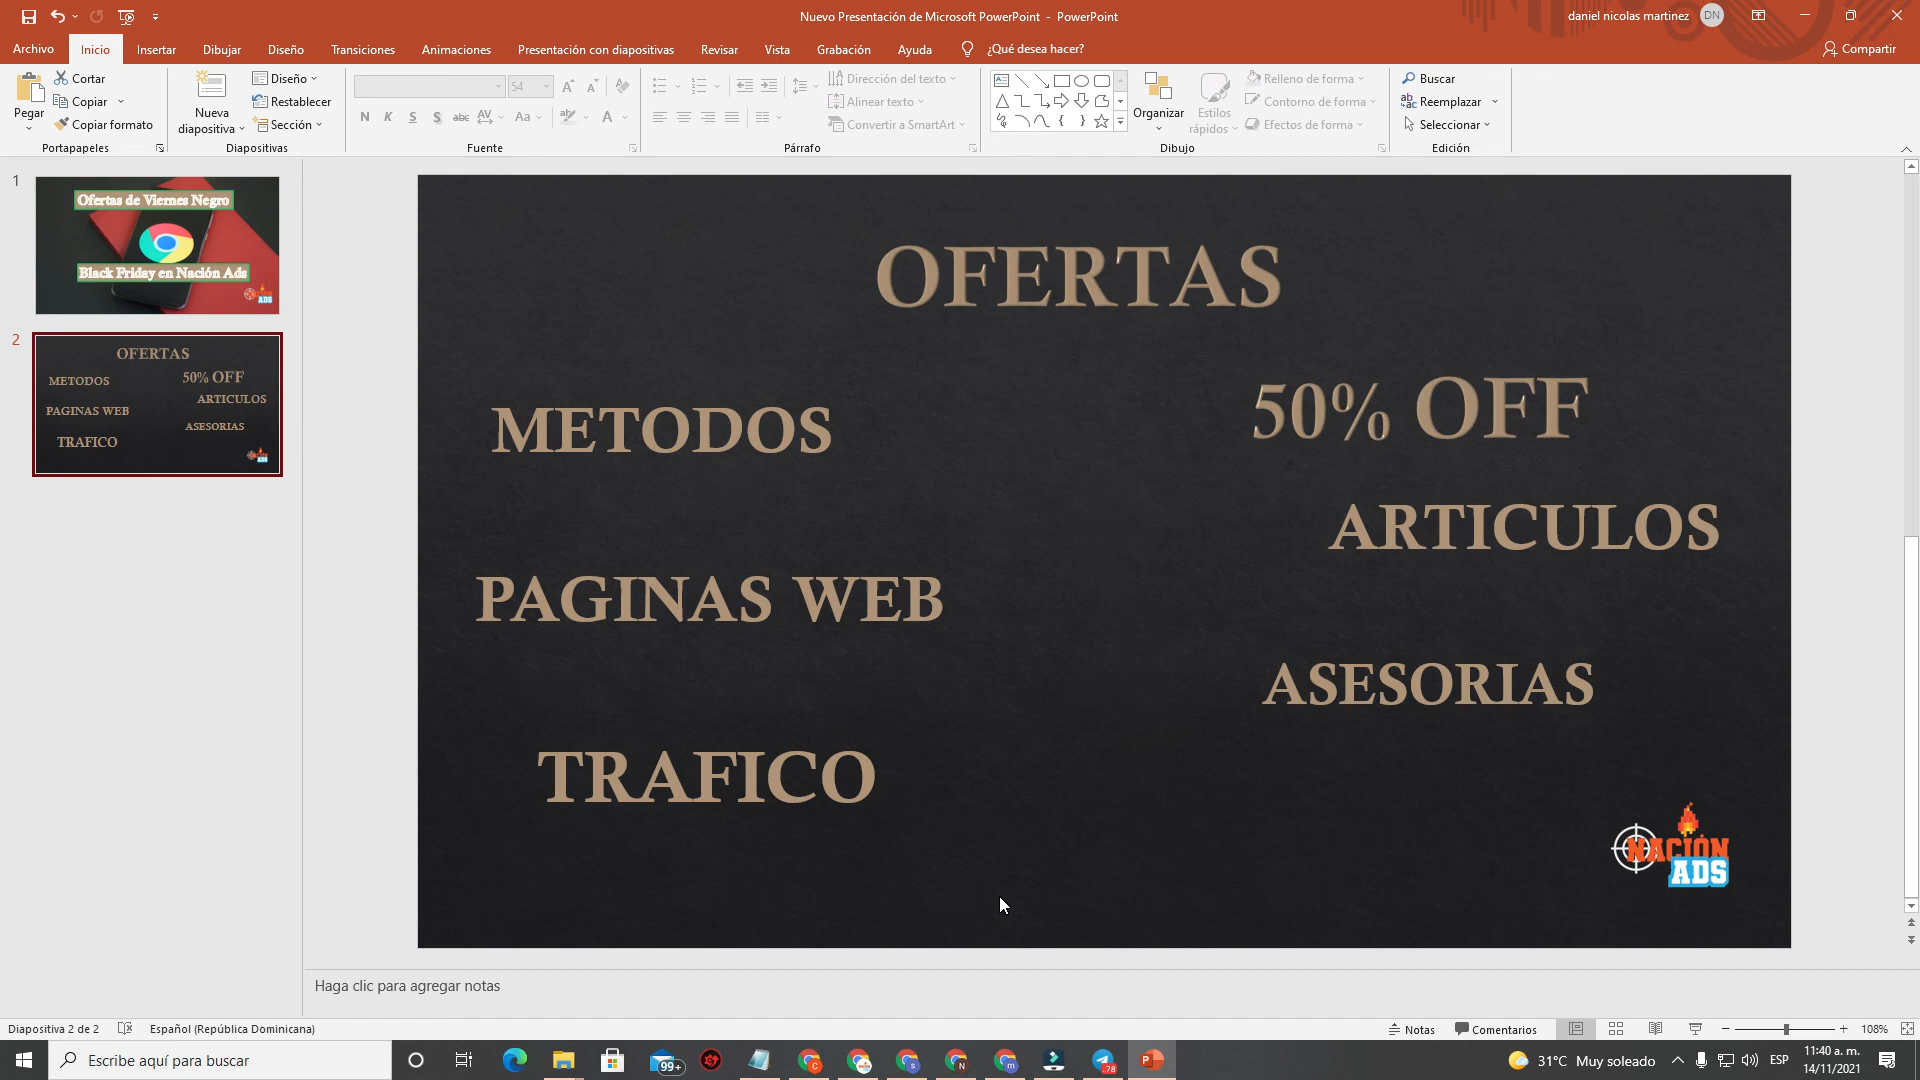 Nuevo Presentación de Microsoft PowerPoint - PowerPoint
daniel nicolas martinez
DN
Archivo
Inicio
Insertar
Dibujar
Diseño
Transiciones
Animaciones
Presentación con diapositivas
Revisar
Vista
Grabación
Ayuda
¿Qué desea hacer?
Compartir
Pegar
Cortar
Copiar
Copiar formato
Portapapeles
Nueva
diapositiva
Diseño
Restablecer
Sección
Diapositivas
54
N K S S abc AV Aa A
Fuente
Dirección del texto
Alinear texto
Convertir a SmartArt
Párrafo
Organizar
Estilos
rápidos
Relleno de forma
Contorno de forma
Efectos de forma
Dibujo
Buscar
Reemplazar
Seleccionar
Edición
1
Ofertas de Viernes Negro
Black Friday en Nación Ads
ADS
2
OFERTAS
METODOS
50% OFF
ARTICULOS
PAGINAS WEB
ASESORIAS
TRAFICO
ADS
OFERTAS
50% OFF
METODOS
ARTICULOS
PAGINAS WEB
ASESORIAS
TRAFICO
NACIÓN
ADS
Haga clic para agregar notas
Diapositiva 2 de 2
Español (República Dominicana)
Notas
Comentarios
108%
Escribe aquí para buscar
99+
78
31°C Muy soleado
ESP
11:40 a. m.
14/11/2021